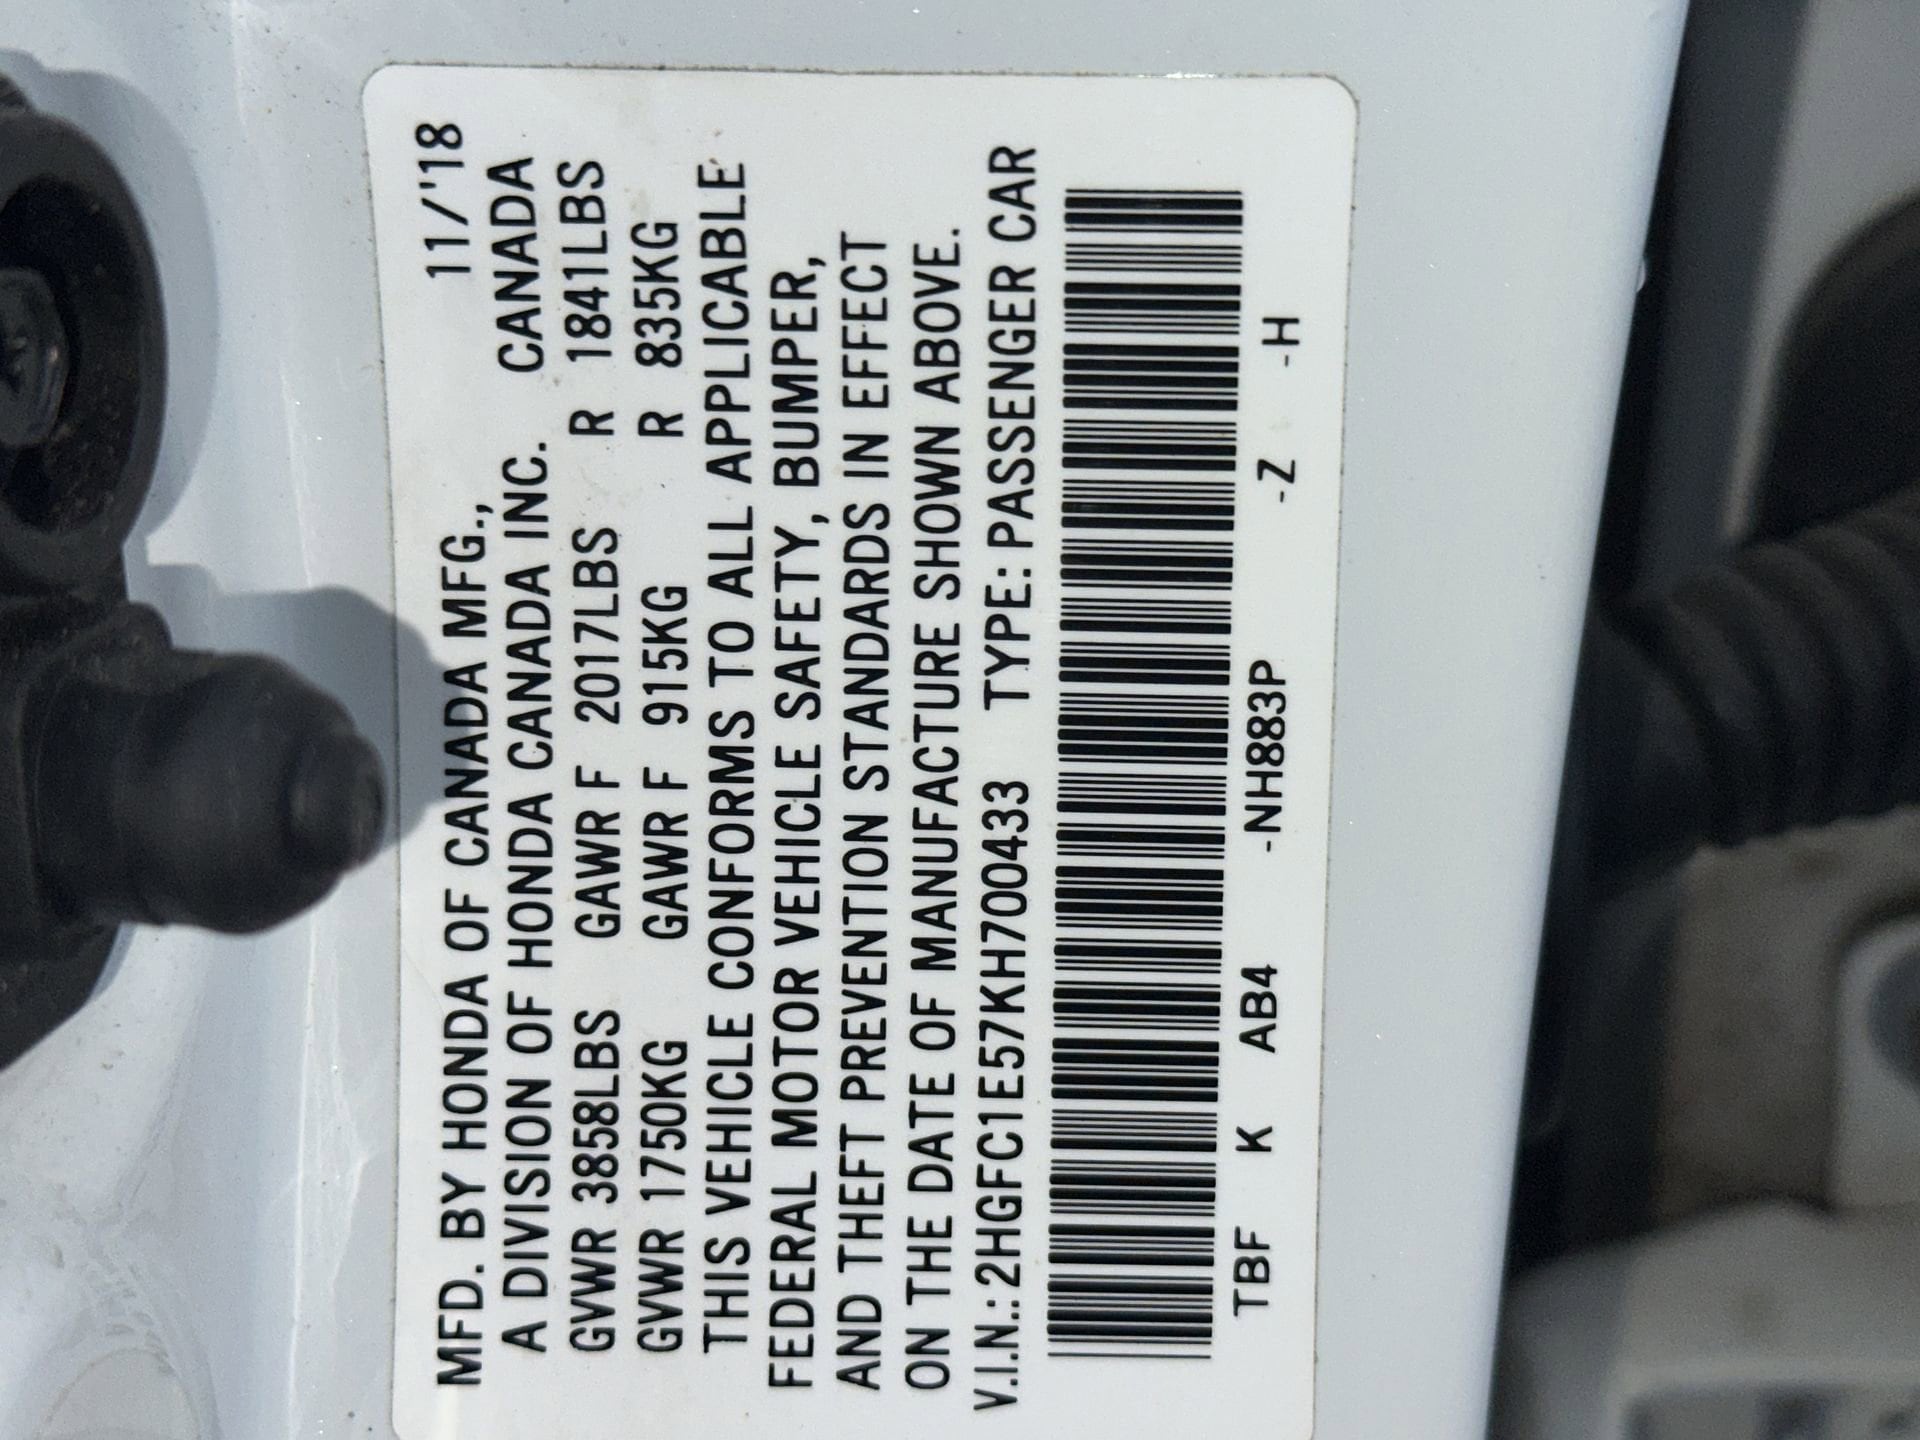 11/'18
MFD. BY HONDA OF CANADA MFG.,
A DIVISION OF HONDA CANADA INC. CANADA
GVWR 3858LBS GAWR F 2017LBS R 1841LBS
GVWR 1750KG GAWR F 915KG R 835KG
THIS VEHICLE CONFORMS TO ALL APPLICABLE
FEDERAL MOTOR VEHICLE SAFETY, BUMPER,
AND THEFT PREVENTION STANDARDS IN EFFECT
ON THE DATE OF MANUFACTURE SHOWN ABOVE.
V.I.N.: 2HGFC1E57KH700433 TYPE: PASSENGER CAR
TBF K AB4 -NH883P -Z -H